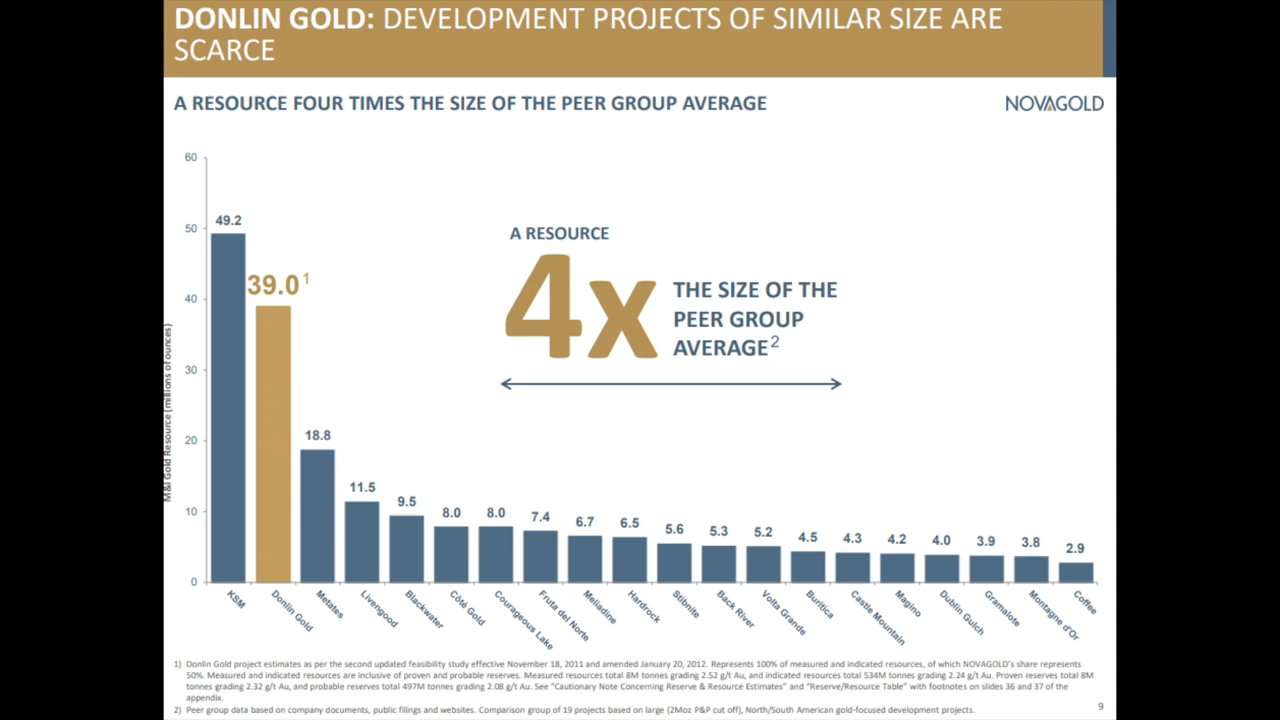 DONLIN GOLD: DEVELOPMENT PROJECTS OF SIMILAR SIZE ARE
SCARCE
A RESOURCE FOUR TIMES THE SIZE OF THE PEER GROUP AVERAGE
NOVAGOLD
M&I Gold Resource (millions of ounces)
60
50
40
30
20
10
0
49.2
39.0¹
18.8
11.5
9.5
8.0
8.0
7.4
6.7
6.5
5.6
5.3
5.2
4.5
4.3
4.2
4.0
3.9
3.8
2.9
A RESOURCE
4x
THE SIZE OF THE
PEER GROUP
AVERAGE²
KSM
Donlin Gold
Metates
Livengood
Blackwater
Côté Gold
Courageous Lake
Fruta del Norte
Meliadine
Hardrock
Stibnite
Back River
Volta Grande
Buritica
Castle Mountain
Magino
Dublin Gulch
Gramalote
Montagne d'Or
Coffee
1) Donlin Gold project estimates as per the second updated feasibility study effective November 18, 2011 and amended January 20, 2012. Represents 100% of measured and indicated resources, of which NOVAGOLD's share represents
50%. Measured and indicated resources are inclusive of proven and probable reserves. Measured resources total 8M tonnes grading 2.52 g/t Au, and indicated resources total 534M tonnes grading 2.24 g/t Au. Proven reserves total 8M
tonnes grading 2.32 g/t Au, and probable reserves total 497M tonnes grading 2.08 g/t Au. See "Cautionary Note Concerning Reserve & Resource Estimates" and "Reserve/Resource Table" with footnotes on slides 36 and 37 of the
appendix.
2) Peer group data based on company documents, public filings and websites. Comparison group of 19 projects based on large (2Moz P&P cut off), North/South American gold-focused development projects.
9